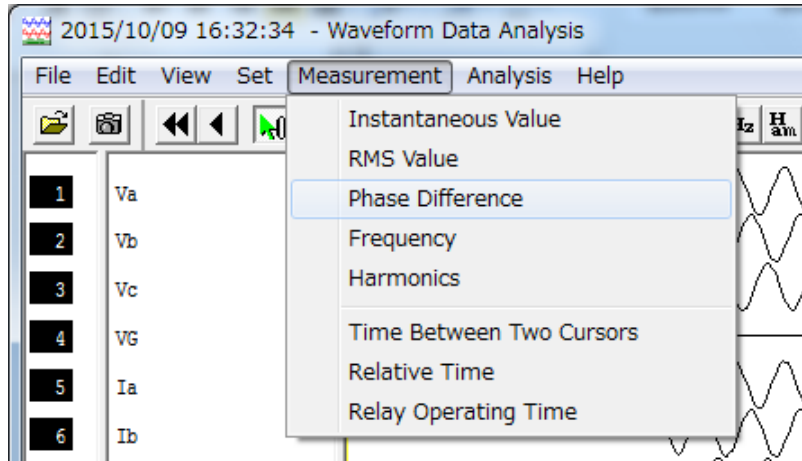 2015/10/09 16:32:34 - Waveform Data Analysis
File Edit View Set Measurement Analysis Help
Instantaneous Value
RMS Value
Phase Difference
Frequency
Harmonics
Time Between Two Cursors
Relative Time
Relay Operating Time
Ham
1 Va
2 Vb
3 Vc
4 VG
5 Ia
6 Ib